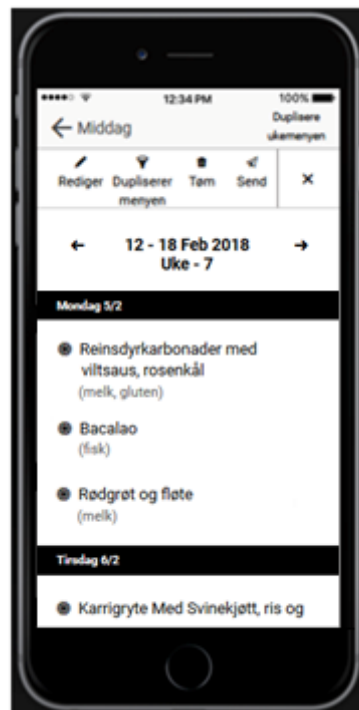 12:34 PM
100%
← Middag
Duplisere
ukemenyen
Rediger
Dupliserer
menyen
Tøm
Send
×
← 12 - 18 Feb 2018 →
Uke - 7
Mondag 5/2
Reinsdyrkarbonader med
viltsaus, rosenkål
(melk, gluten)
Bacalao
(fisk)
Rødgrøt og fløte
(melk)
Tirsdag 6/2
Karrigryte Med Svinekjøtt, ris og